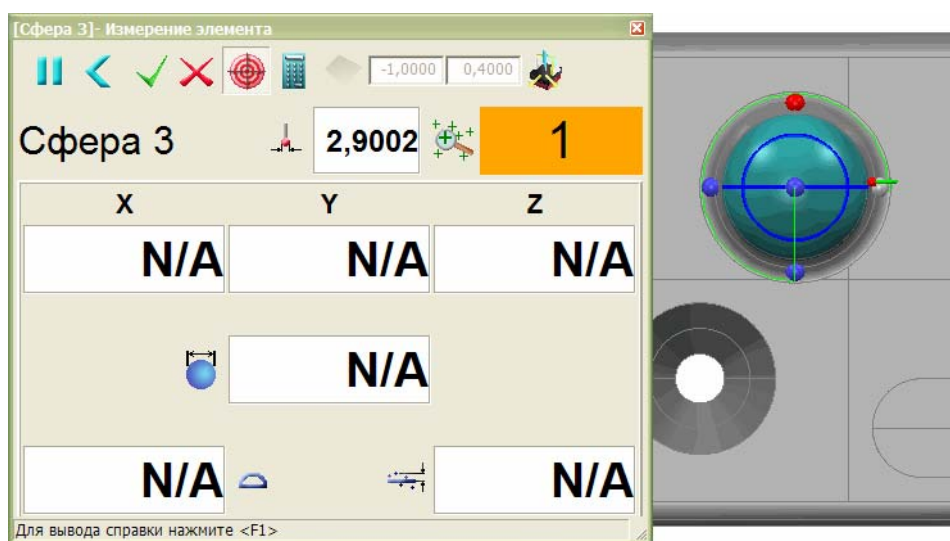 [Сфера 3]- Измерение элемента
-1,0000 0,4000
Сфера 3 2,9002 1
X Y Z
N/A N/A N/A
N/A
N/A N/A
Для вывода справки нажмите <F1>